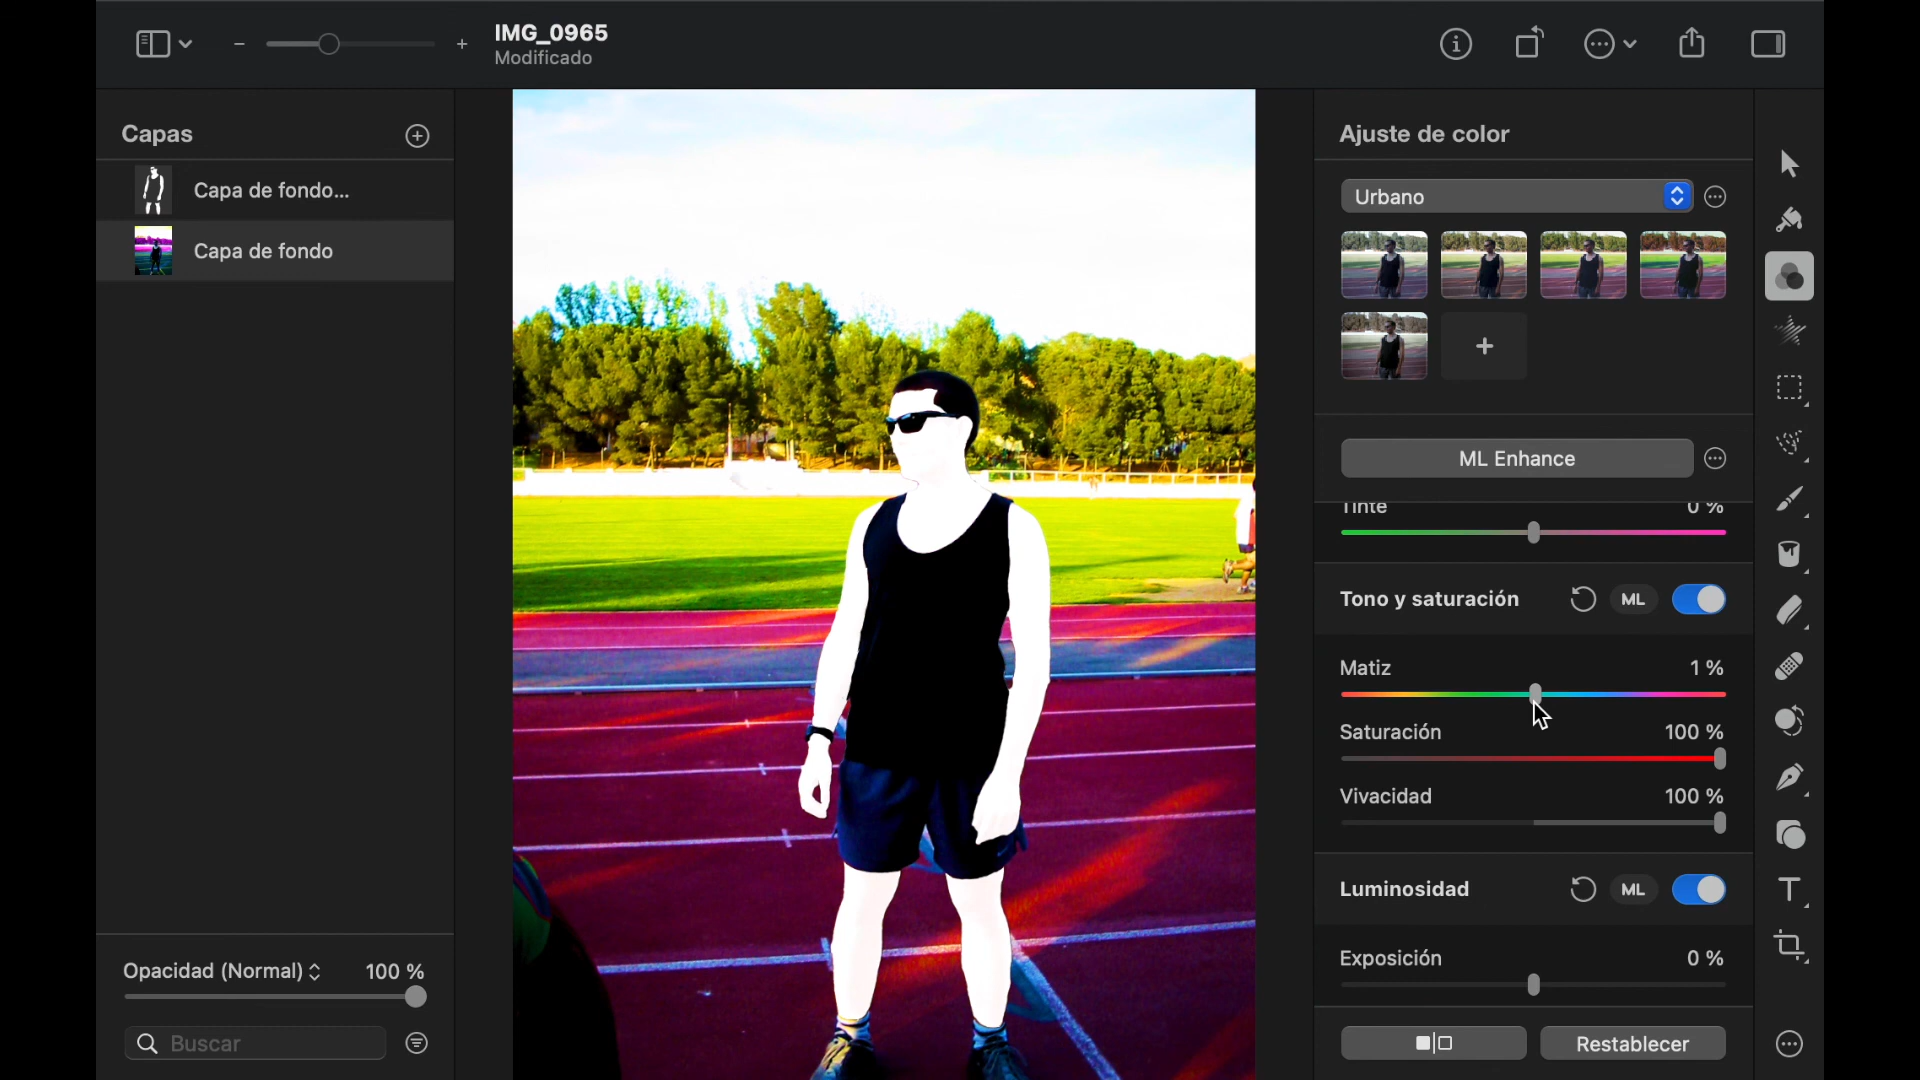 IMG_0965
Modificado
Capas
Capa de fondo...
Capa de fondo
Opacidad (Normal)
100 %
Buscar
Ajuste de color
Urbano
ML Enhance
Tinte
0 %
Tono y saturación
ML
Matiz
1 %
Saturación
100 %
Vivacidad
100 %
Luminosidad
ML
Exposición
0 %
Restablecer
T